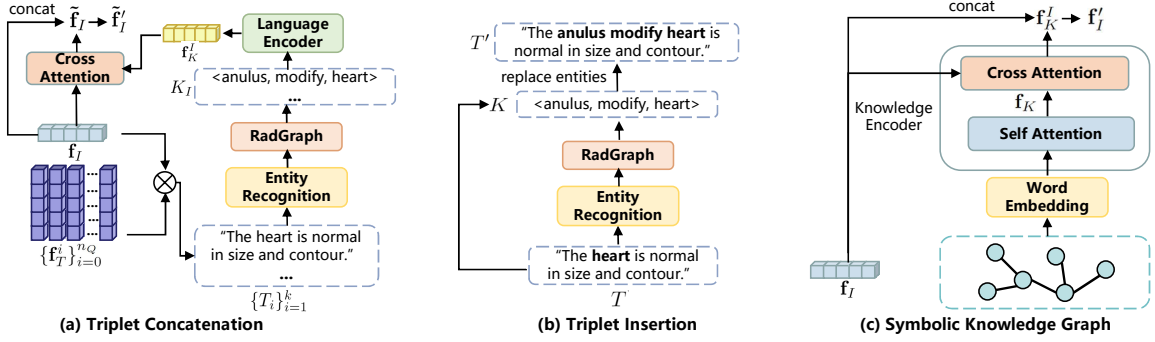 concat
f̃_I
f̃'_I
f_K^I
Language
Encoder
Cross
Attention
K_I
<anulus, modify, heart>
...
RadGraph
f_I
Entity
Recognition
{f_T^i}_{i=0}^{n_Q}
"The heart is normal
in size and contour."
...
{T_i}_{i=1}^k
(a) Triplet Concatenation
T'
"The anulus modify heart is
normal in size and contour."
replace entities
K
<anulus, modify, heart>
RadGraph
Entity
Recognition
"The heart is normal
in size and contour."
T
(b) Triplet Insertion
concat
f_K^I
f'_I
Cross Attention
f_K
Knowledge
Encoder
Self Attention
Word
Embedding
f_I
(c) Symbolic Knowledge Graph